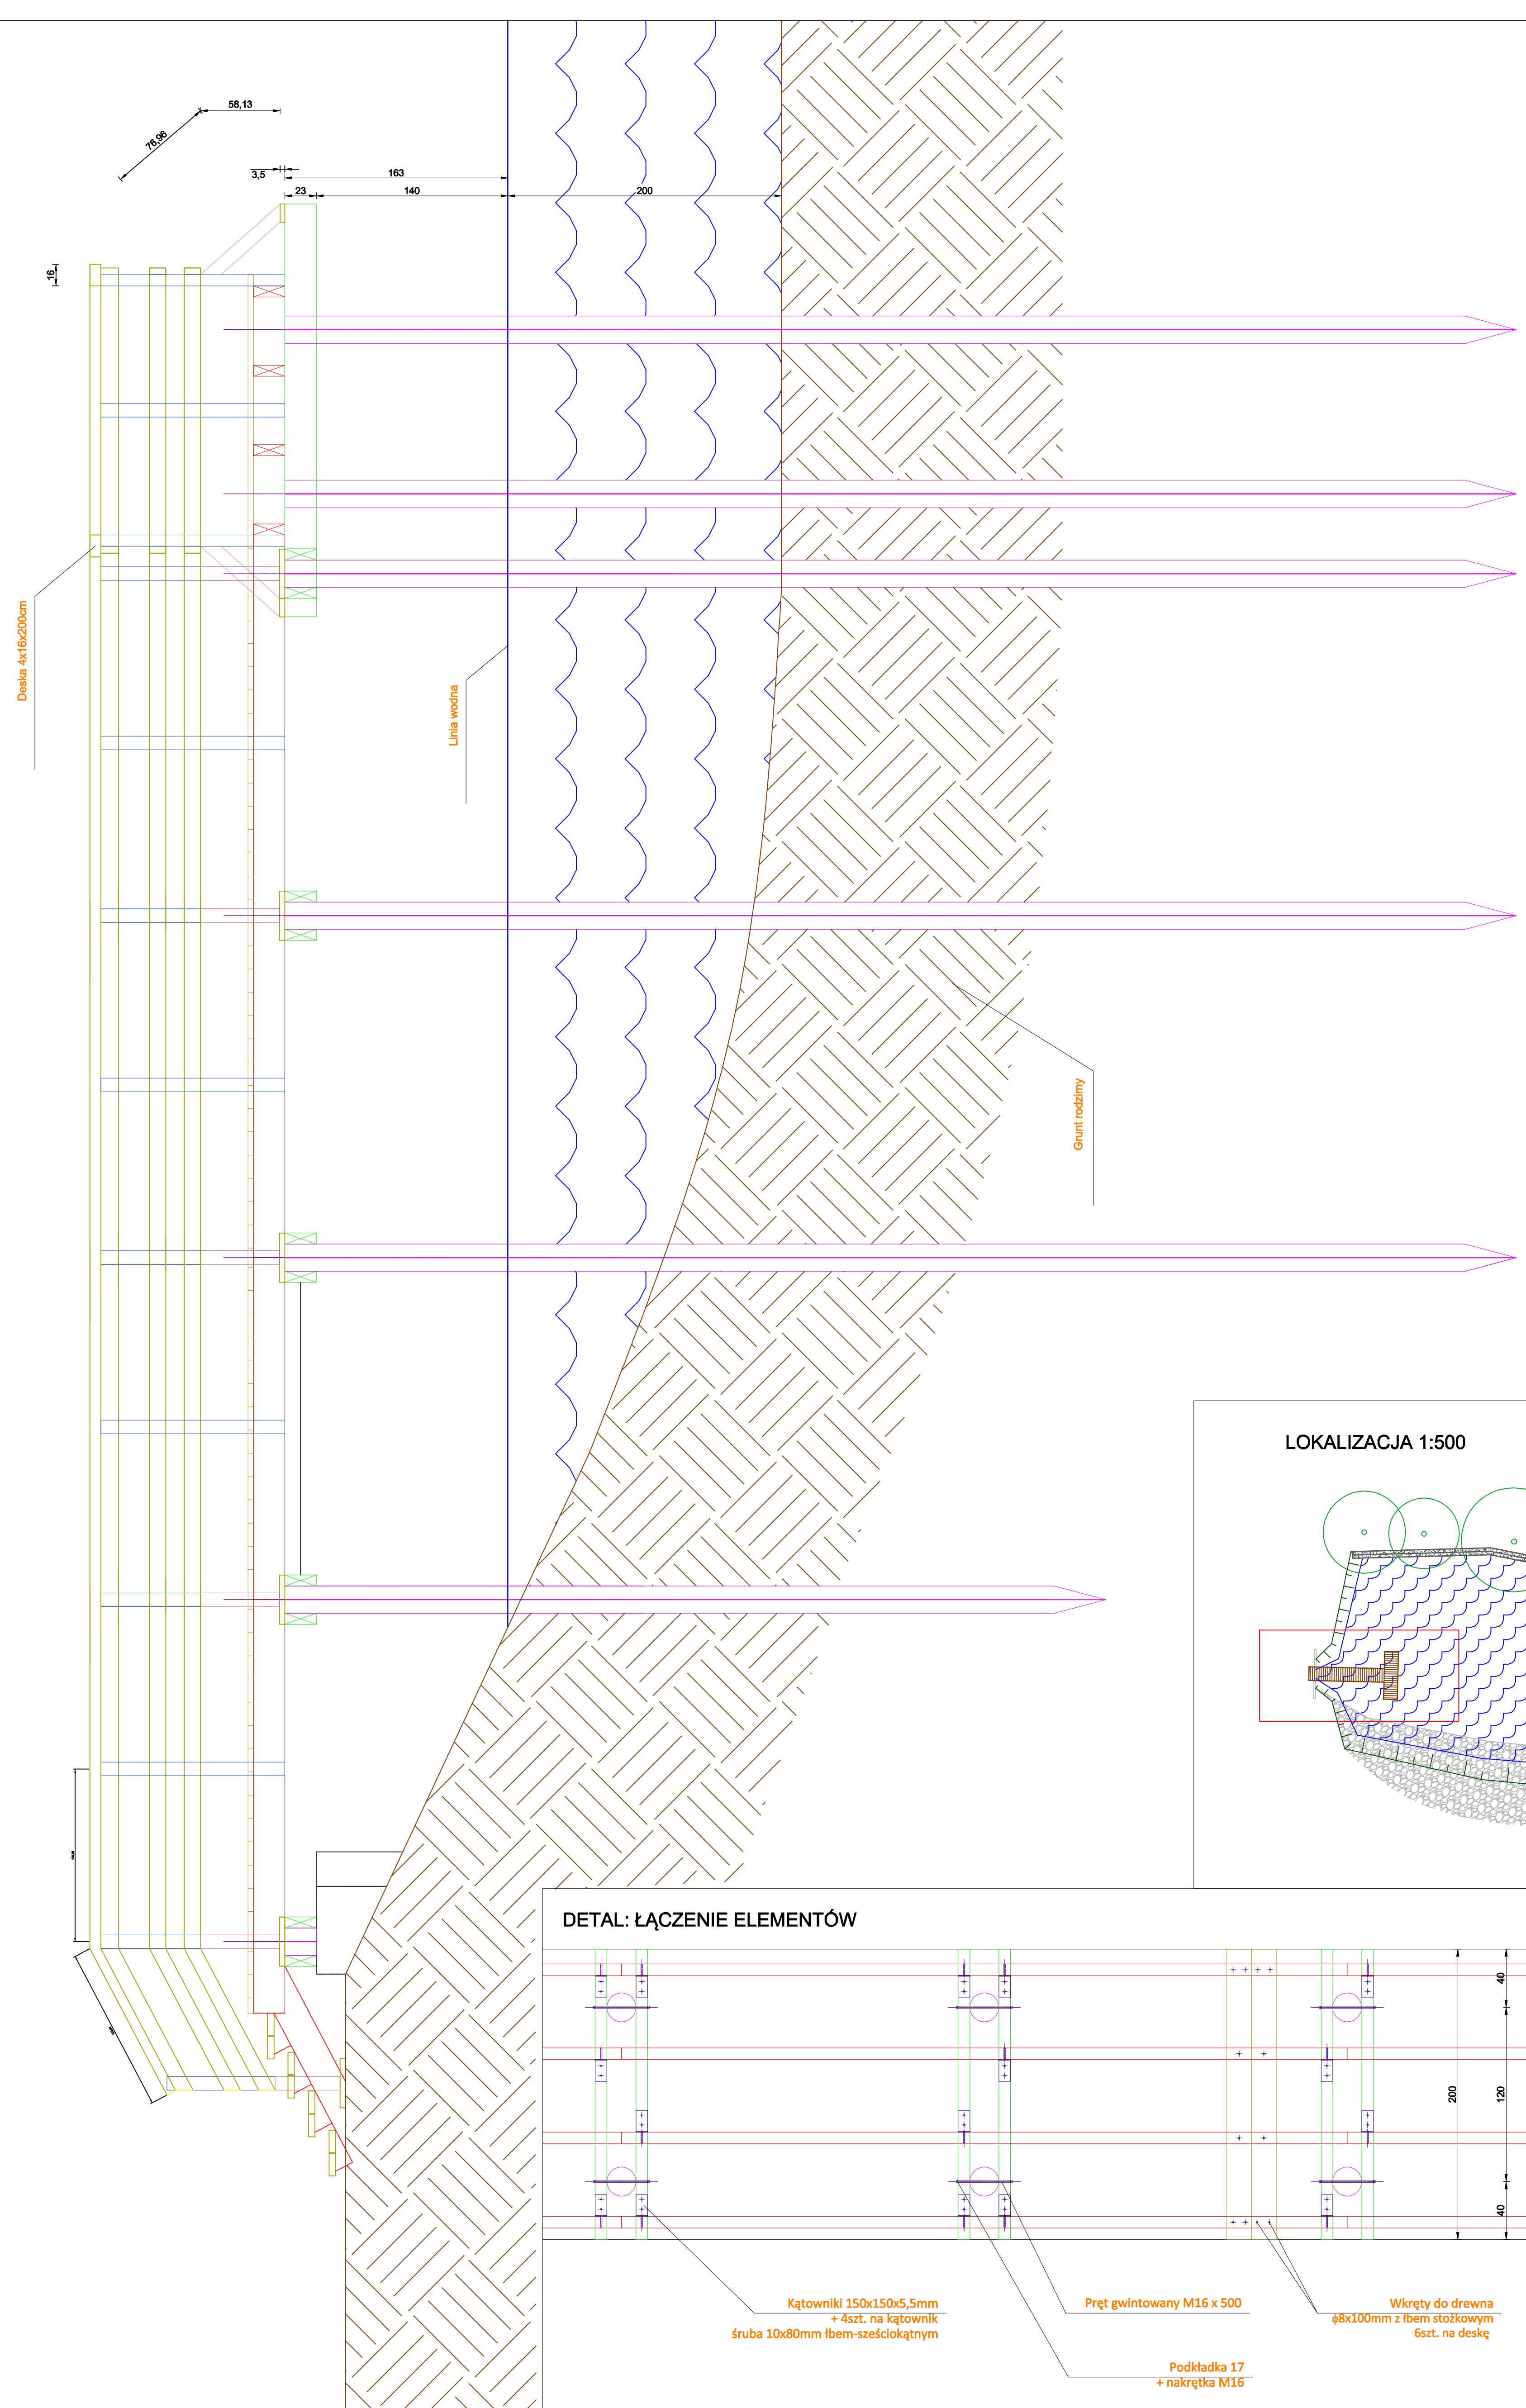 58,13
76,96
3,5
163
23
140
200
16
Deska 4x16x200cm
Linia wodna
Grunt rodzimy
LOKALIZACJA 1:500
DETAL: ŁĄCZENIE ELEMENTÓW
40
200
120
40
Kątowniki 150x150x5,5mm
+ 4szt. na kątownik
śruba 10x80mm łbem-sześciokątnym
Pręt gwintowany M16 x 500
Podkładka 17
+ nakrętka M16
Wkręty do drewna
ϕ8x100mm z łbem stożkowym
6szt. na deskę